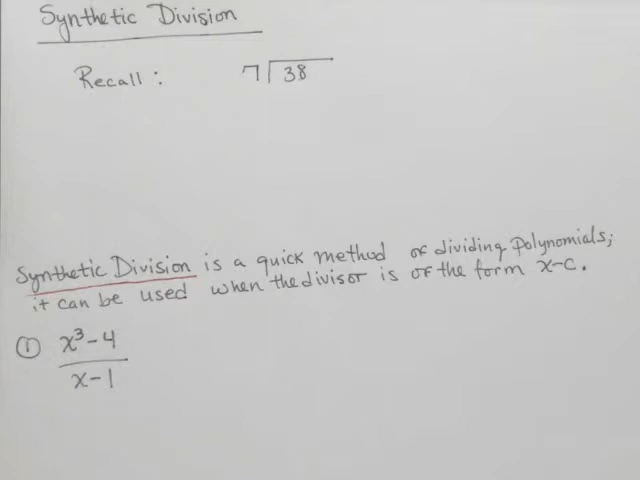 Synthetic Division
Recall: 7 38
Synthetic Division is a quick method of dividing Polynomials;
it can be used when the divisor is of the form x-c.
① x³-4
x-1